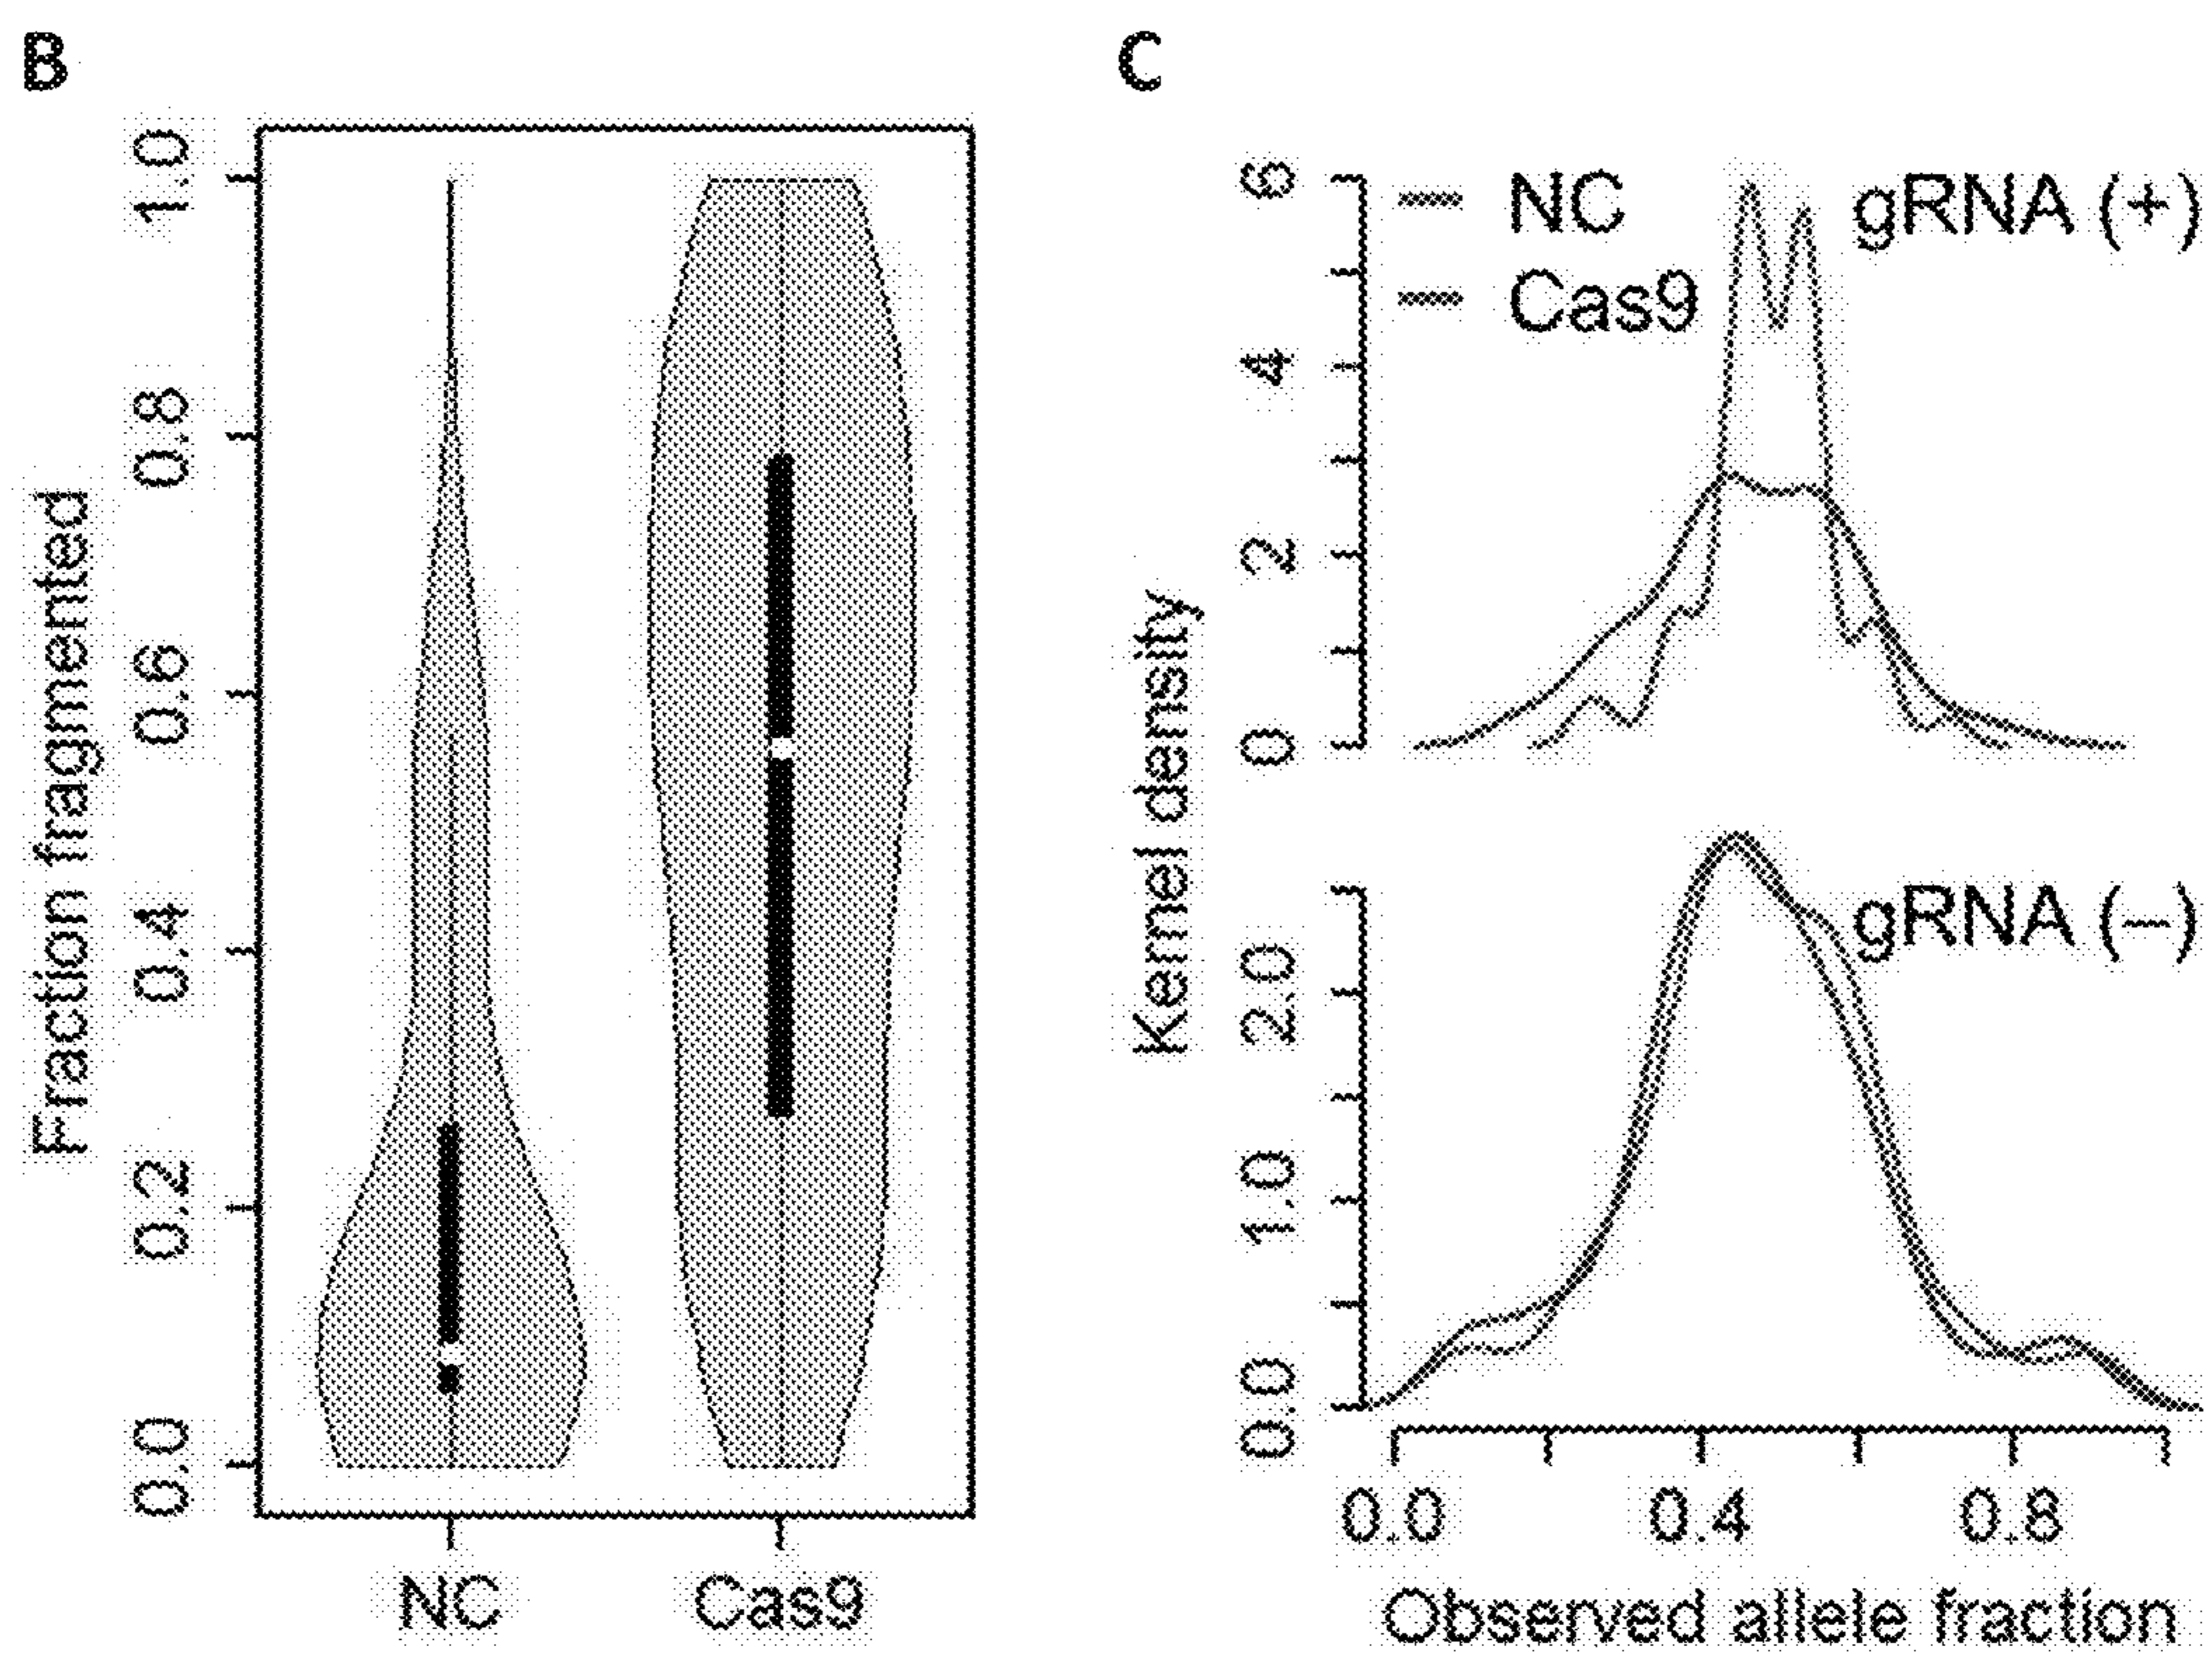 B
Fraction fragmented
1.0
0.8
0.6
0.4
0.2
0.0
NC
Cas9
C
Kernel density
NC
Cas9
gRNA (+)
6
4
2
0
gRNA (–)
2.0
1.0
0.0
0.0 0.4 0.8
Observed allele fraction